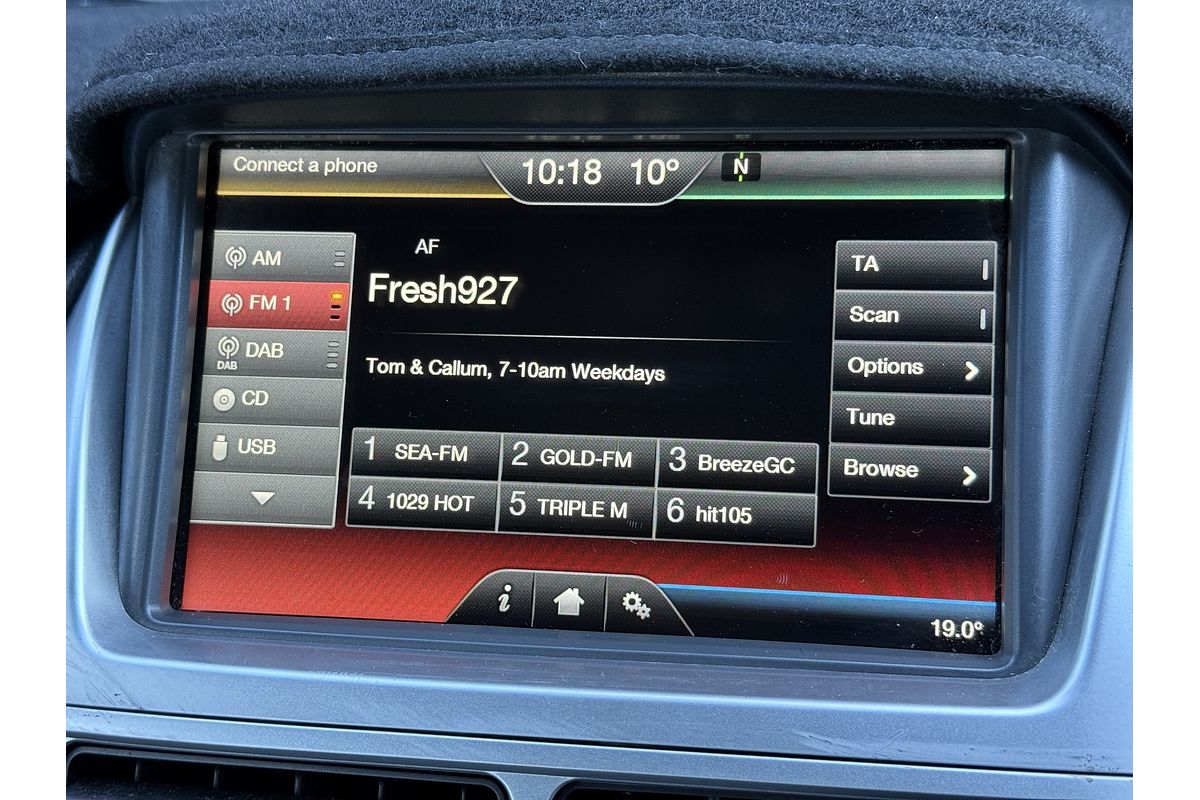 Connect a phone
10:18 10°
N
AM
FM 1
DAB
DAB
CD
USB
AF
Fresh927
Tom & Callum, 7-10am Weekdays
1 SEA-FM
2 GOLD-FM
3 BreezeGC
4 1029 HOT
5 TRIPLE M
6 hit105
TA
Scan
Options
Tune
Browse
i
19.0°